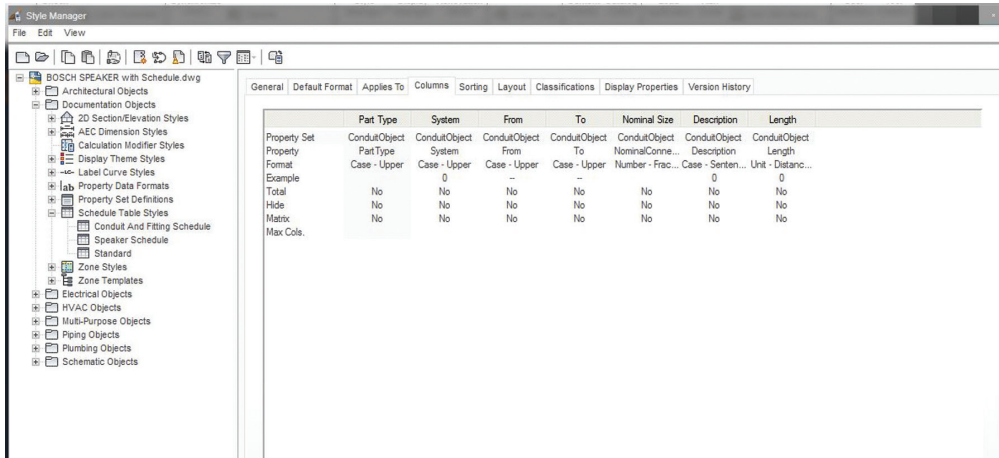 Style Manager
File Edit View
BOSCH SPEAKER with Schedule.dwg
Architectural Objects
Documentation Objects
2D Section/Elevation Styles
AEC Dimension Styles
Calculation Modifier Styles
Display Theme Styles
Label Curve Styles
Property Data Formats
Property Set Definitions
Schedule Table Styles
Conduit And Fitting Schedule
Speaker Schedule
Standard
Zone Styles
Zone Templates
Electrical Objects
HVAC Objects
Multi-Purpose Objects
Piping Objects
Plumbing Objects
Schematic Objects
General Default Format Applies To Columns Sorting Layout Classifications Display Properties Version History
Part Type System From To Nominal Size Description Length
Property Set ConduitObject ConduitObject ConduitObject ConduitObject ConduitObject ConduitObject ConduitObject
Property PartType System From To NominalConne... Description Length
Format Case - Upper Case - Upper Case - Upper Case - Upper Number - Frac... Case - Senten... Unit - Distanc...
Example 0 -- -- 0 0
Total No No No No No No No
Hide No No No No No No No
Matrix No No No No No No No
Max Cols.